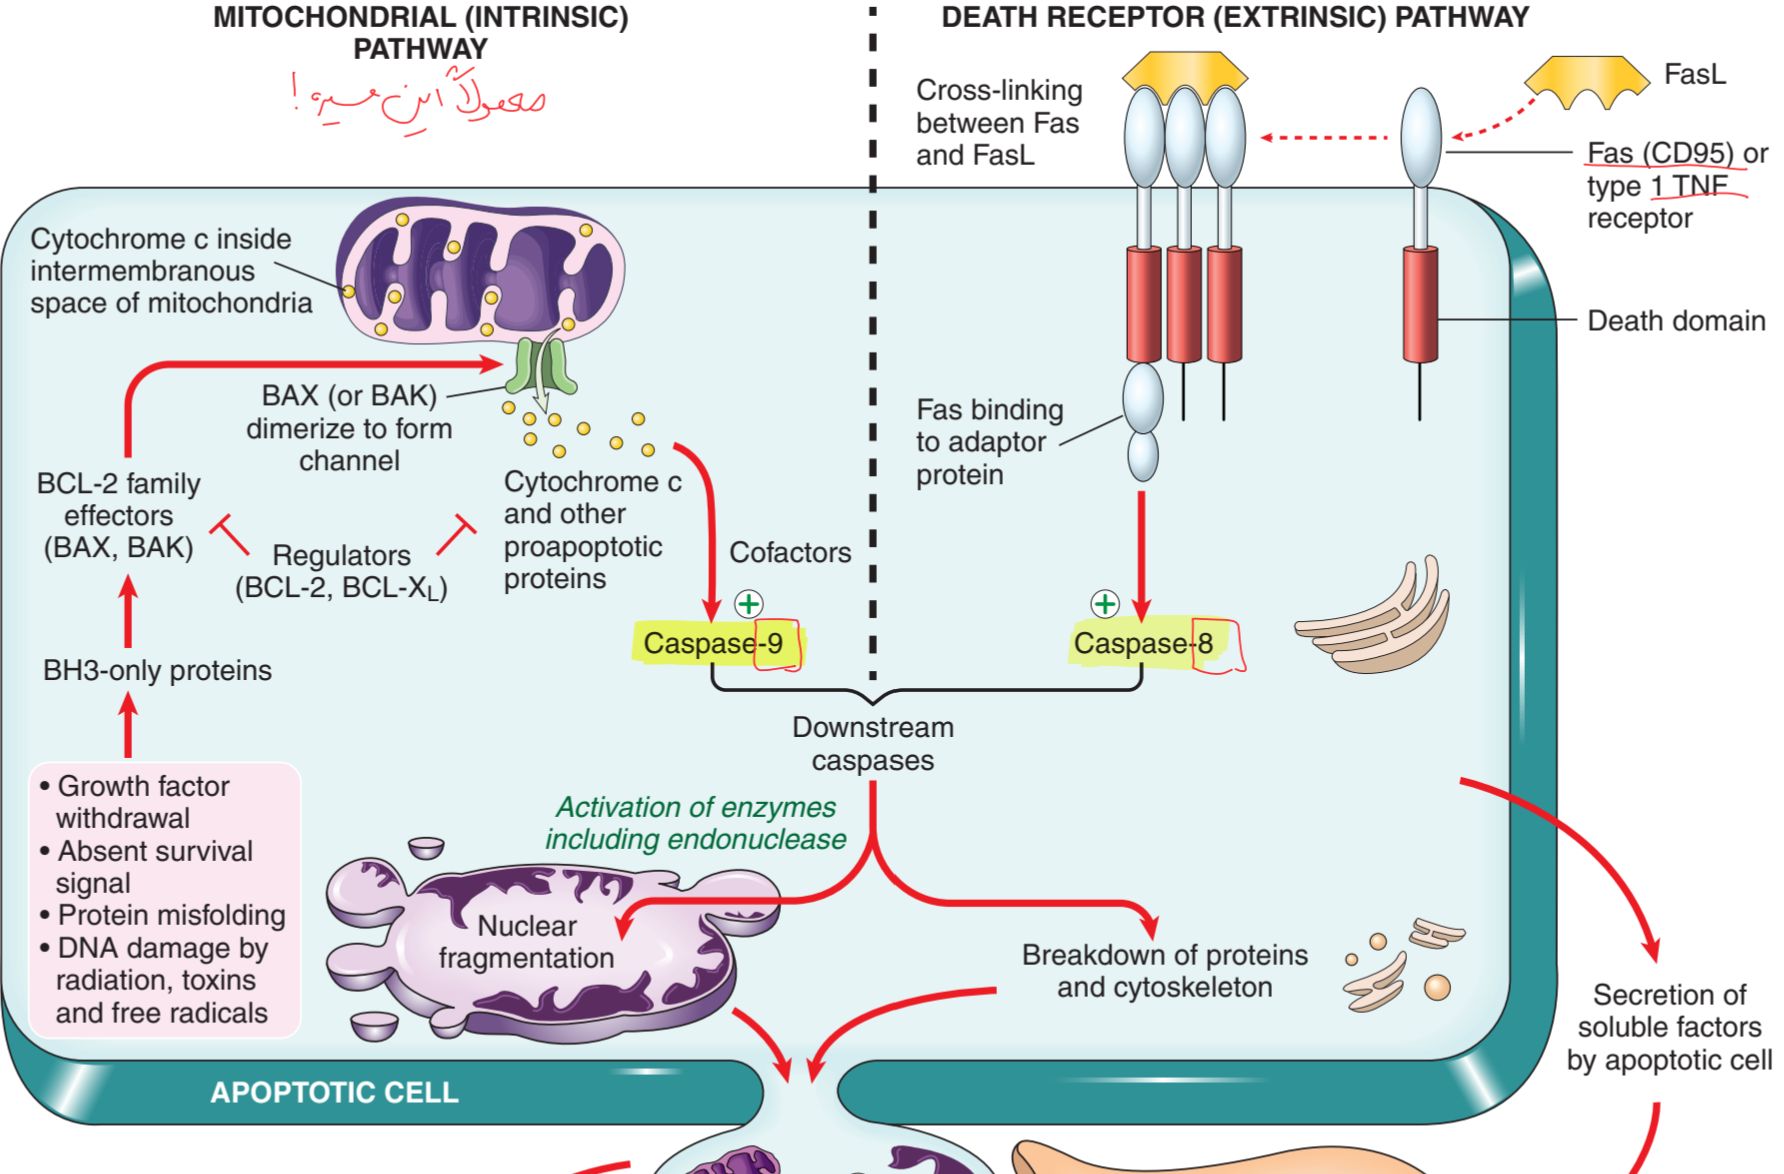 MITOCHONDRIAL (INTRINSIC)
PATHWAY
معمولاً این مسیره!
DEATH RECEPTOR (EXTRINSIC) PATHWAY
Cross-linking
between Fas
and FasL
FasL
Fas (CD95) or
type 1 TNF
receptor
Death domain
Fas binding
to adaptor
protein
Cytochrome c inside
intermembranous
space of mitochondria
BAX (or BAK)
dimerize to form
channel
BCL-2 family
effectors
(BAX, BAK)
Regulators
(BCL-2, BCL-XL)
Cytochrome c
and other
proapoptotic
proteins
Cofactors
+
Caspase-9
+
Caspase-8
BH3-only proteins
Downstream
caspases
• Growth factor
withdrawal
• Absent survival
signal
• Protein misfolding
• DNA damage by
radiation, toxins
and free radicals
Activation of enzymes
including endonuclease
Nuclear
fragmentation
Breakdown of proteins
and cytoskeleton
Secretion of
soluble factors
by apoptotic cell
APOPTOTIC CELL